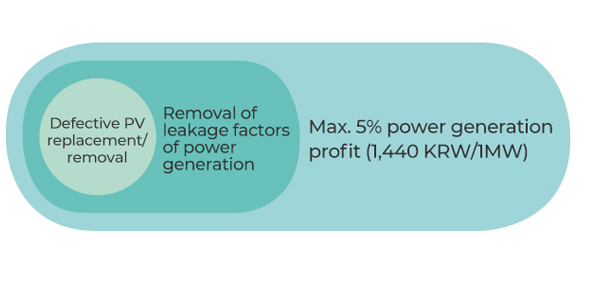 Defective PV
replacement/
removal
Removal of
leakage factors
of power
generation
Max. 5% power generation
profit (1,440 KRW/1MW)